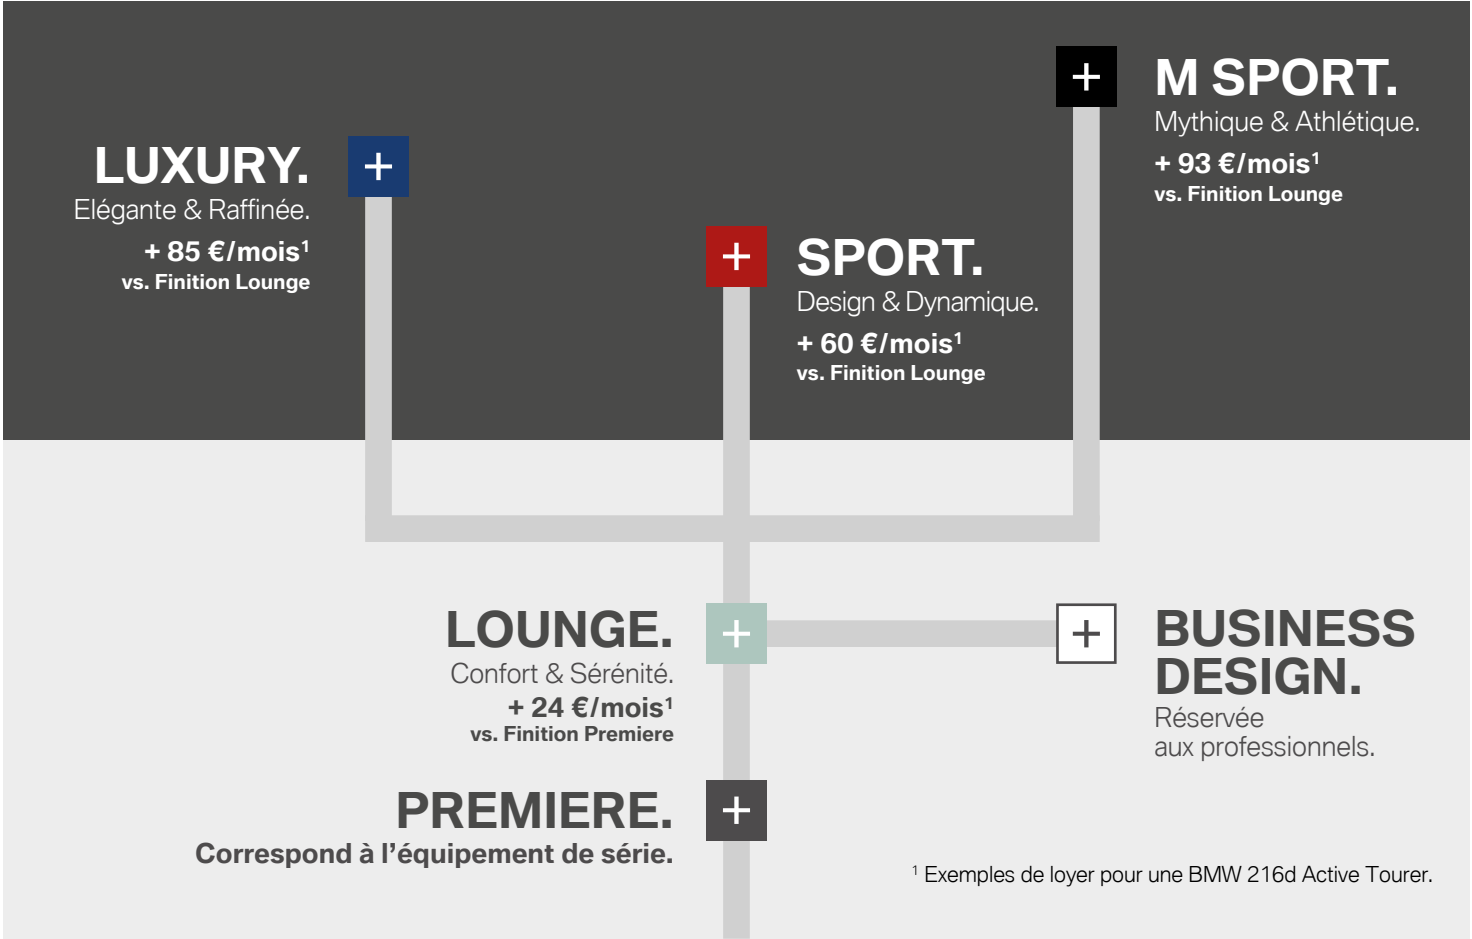 M SPORT.
Mythique & Athlétique.
+ 93 €/mois¹
vs. Finition Lounge
LUXURY.
Elégante & Raffinée.
+ 85 €/mois¹
vs. Finition Lounge
SPORT.
Design & Dynamique.
+ 60 €/mois¹
vs. Finition Lounge
LOUNGE.
Confort & Sérénité.
+ 24 €/mois¹
vs. Finition Premiere
BUSINESS
DESIGN.
Réservée
aux professionnels.
PREMIERE.
Correspond à l’équipement de série.
¹ Exemples de loyer pour une BMW 216d Active Tourer.